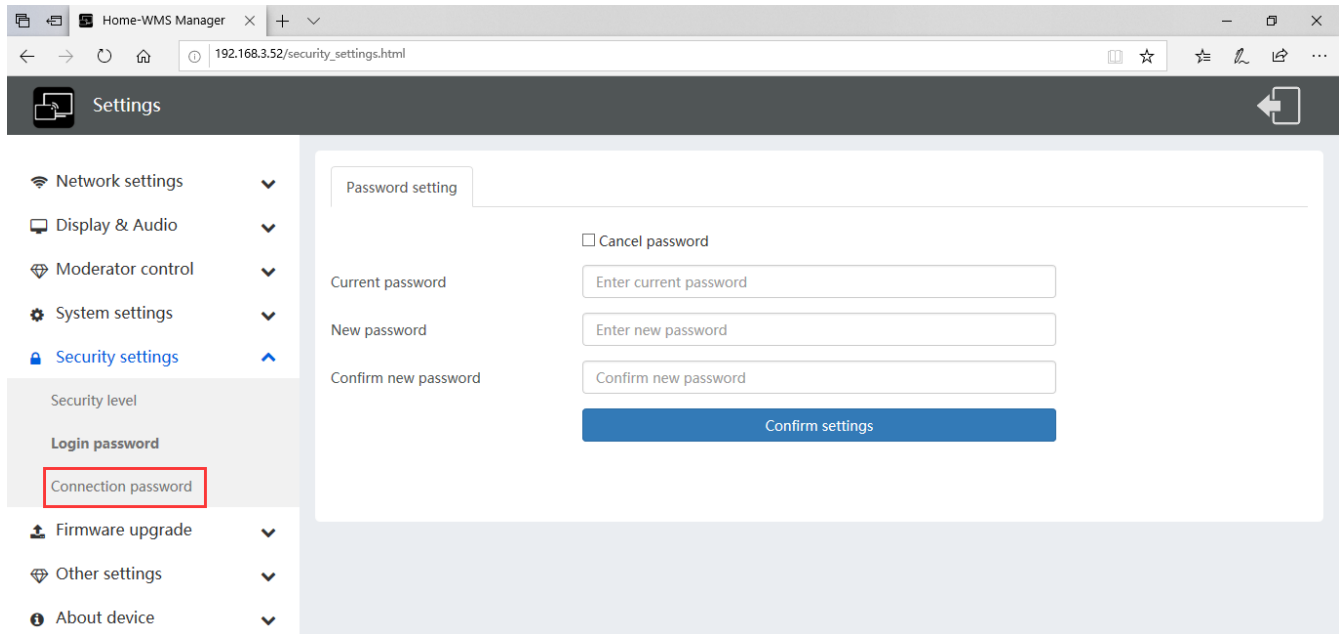 Home-WMS Manager
192.168.3.52/security_settings.html
Settings
Network settings
Display & Audio
Moderator control
System settings
Security settings
Security level
Login password
Connection password
Firmware upgrade
Other settings
About device
Password setting
Cancel password
Current password
Enter current password
New password
Enter new password
Confirm new password
Confirm new password
Confirm settings